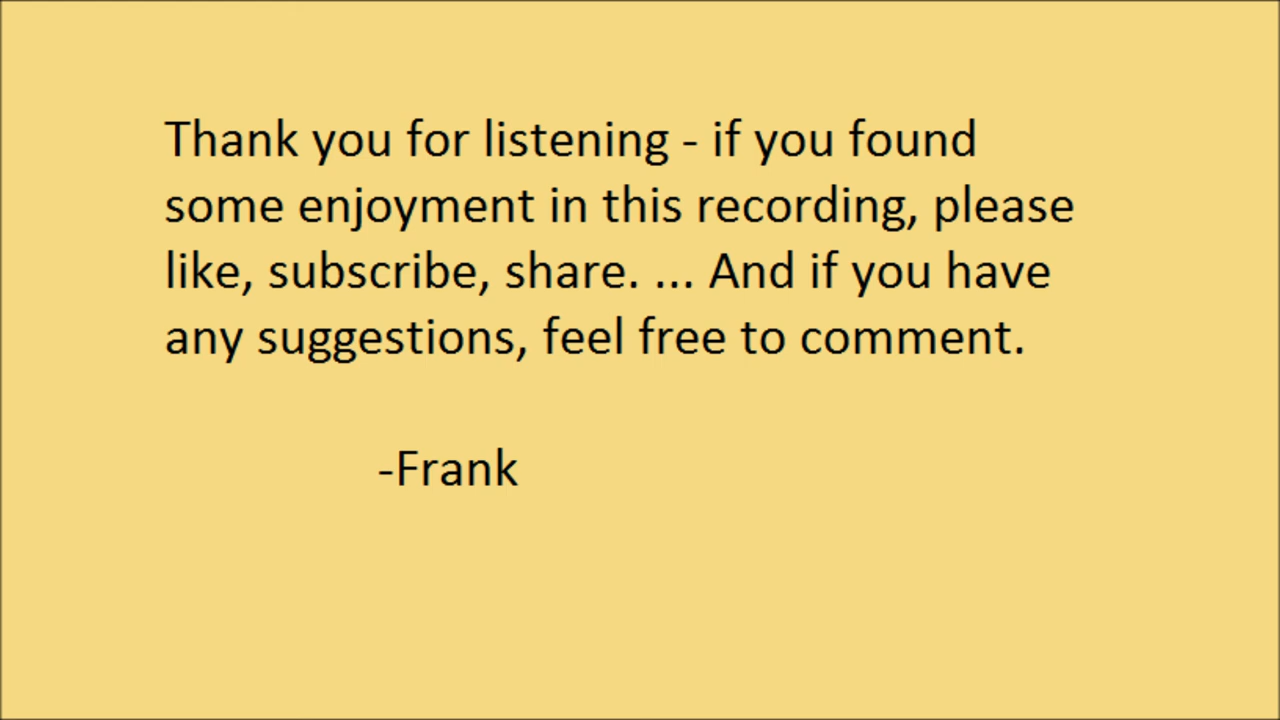 Thank you for listening - if you found
some enjoyment in this recording, please
like, subscribe, share. ... And if you have
any suggestions, feel free to comment.
-Frank